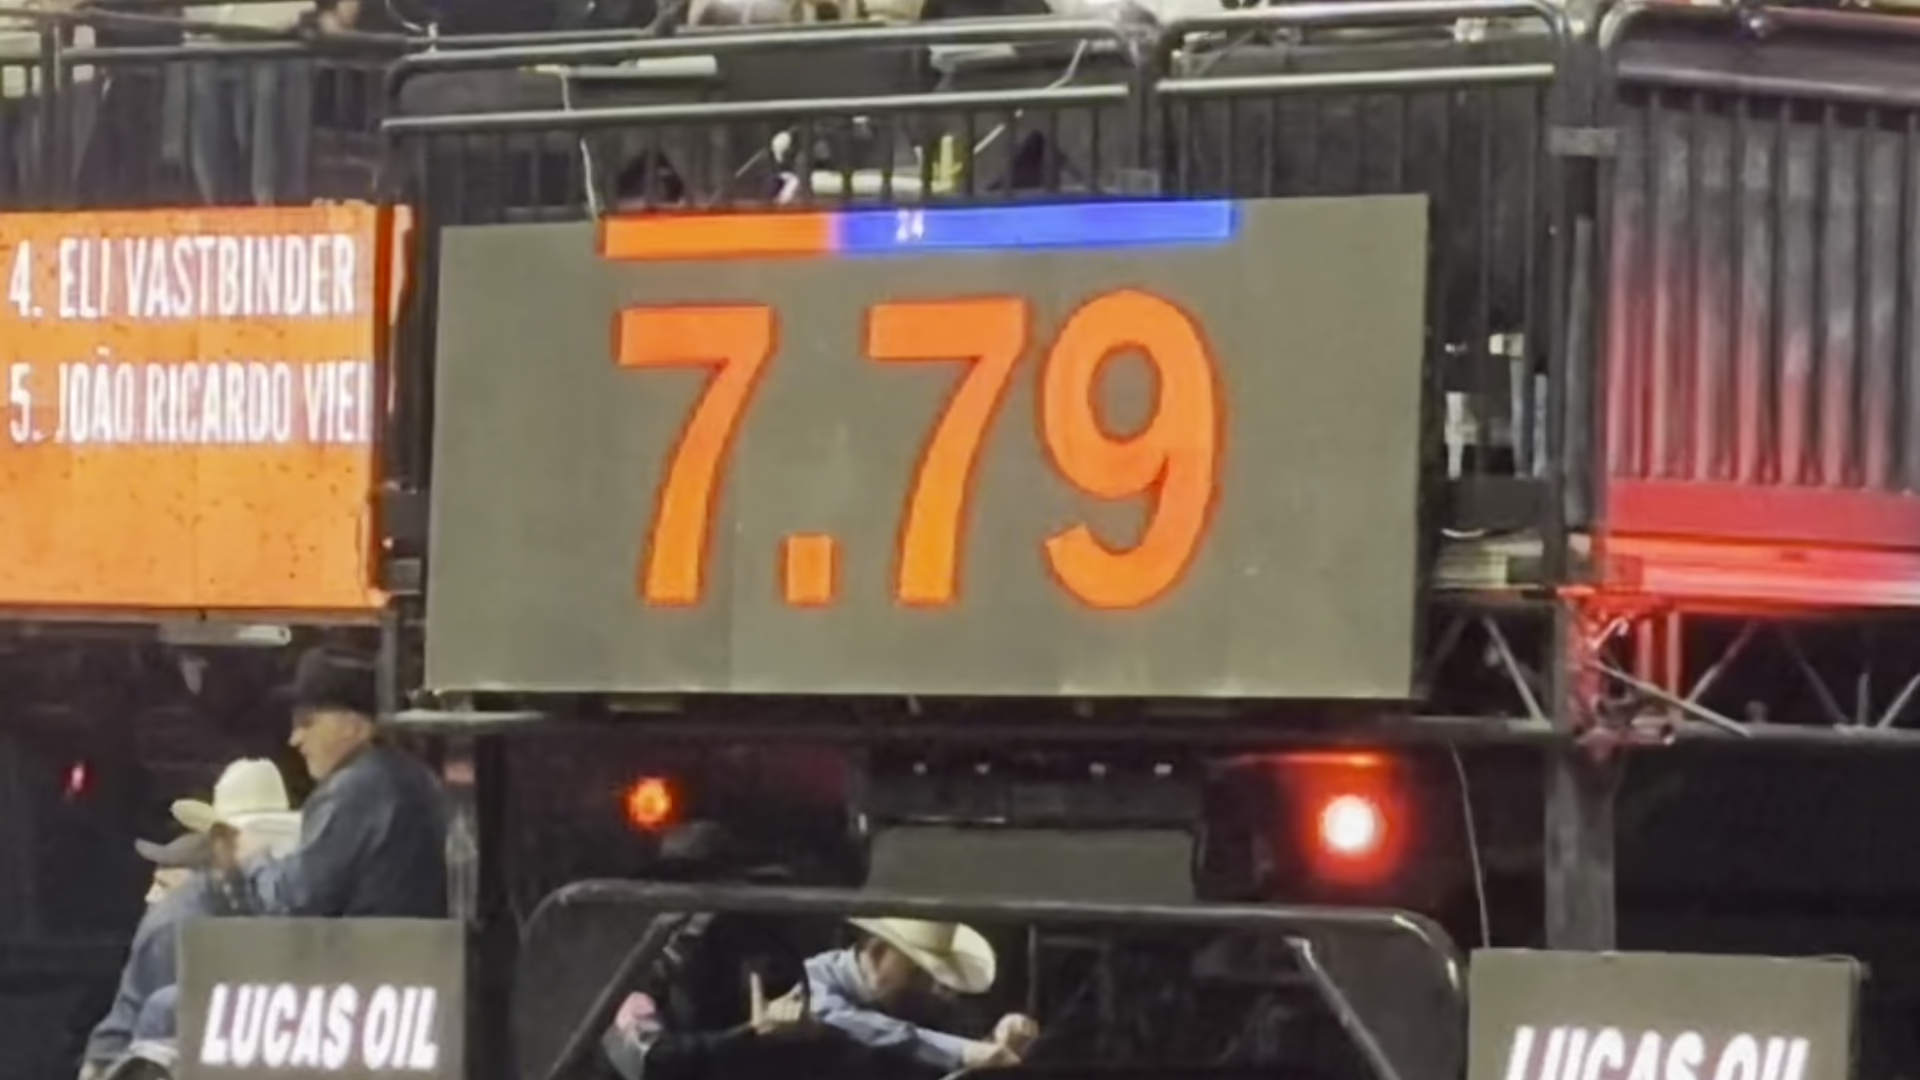 24
4. ELI VASTBINDER
7.79
5. JOÃO RICARDO VIEI
LUCAS OIL
LUCAS OIL